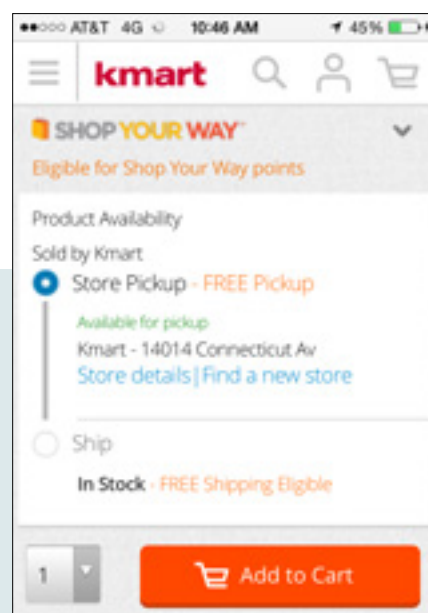 AT&T 4G 10:46 AM 45%
kmart
SHOP YOUR WAY
Eligible for Shop Your Way points
Product Availability
Sold by Kmart
Store Pickup - FREE Pickup
Available for pickup
Kmart - 14014 Connecticut Av
Store details|Find a new store
Ship
In Stock - FREE Shipping Eligible
1 Add to Cart